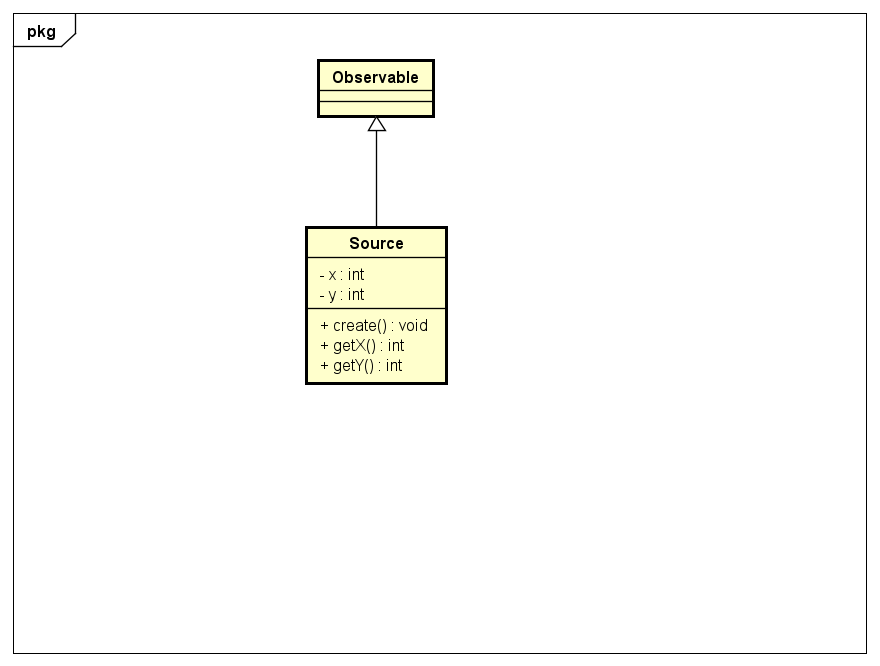 pkg
Observable
Source
- x : int
- y : int
+ create() : void
+ getX() : int
+ getY() : int